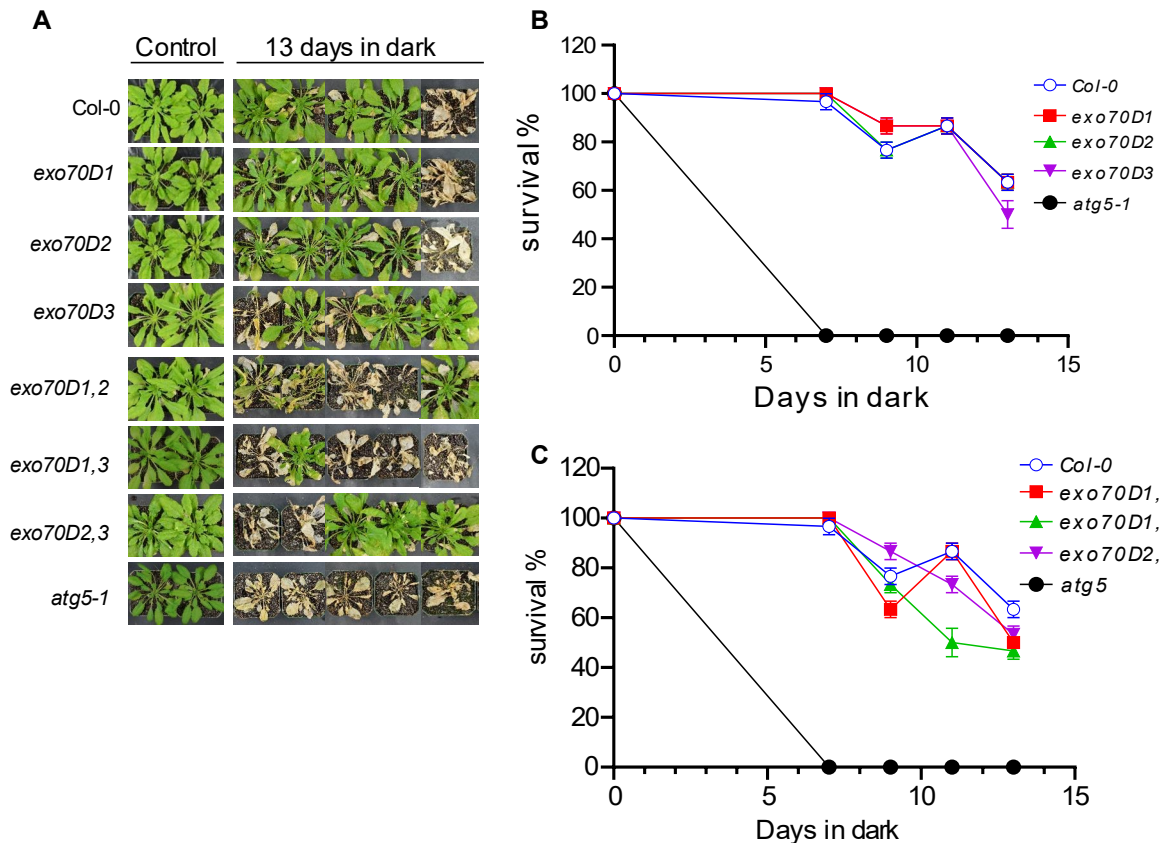 A
Control 13 days in dark
Col-0
exo70D1
exo70D2
exo70D3
exo70D1,2
exo70D1,3
exo70D2,3
atg5-1
B
survival %
120
100
80
60
40
20
0
0 5 10 15
Days in dark
Col-0
exo70D1
exo70D2
exo70D3
atg5-1
C
survival %
120
100
80
60
40
20
0
0 5 10 15
Days in dark
Col-0
exo70D1,
exo70D1,
exo70D2,
atg5